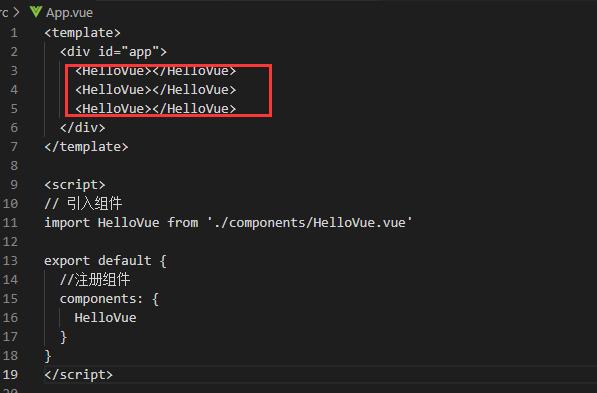 rc > App.vue
1 <template>
2 <div id="app">
3 <HelloVue></HelloVue>
4 <HelloVue></HelloVue>
5 <HelloVue></HelloVue>
6 </div>
7 </template>
8
9 <script>
10 // 引入组件
11 import HelloVue from './components/HelloVue.vue'
12
13 export default {
14 //注册组件
15 components: {
16 HelloVue
17 }
18 }
19 </script>